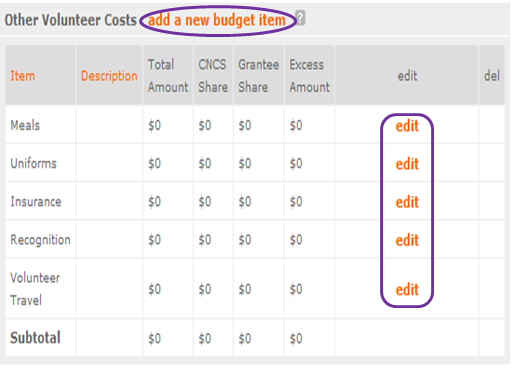 Other Volunteer Costs add a new budget item ?
Item Description Total Amount CNCS Share Grantee Share Excess Amount edit del
Meals $0 $0 $0 $0 edit
Uniforms $0 $0 $0 $0 edit
Insurance $0 $0 $0 $0 edit
Recognition $0 $0 $0 $0 edit
Volunteer Travel $0 $0 $0 $0 edit
Subtotal $0 $0 $0 $0